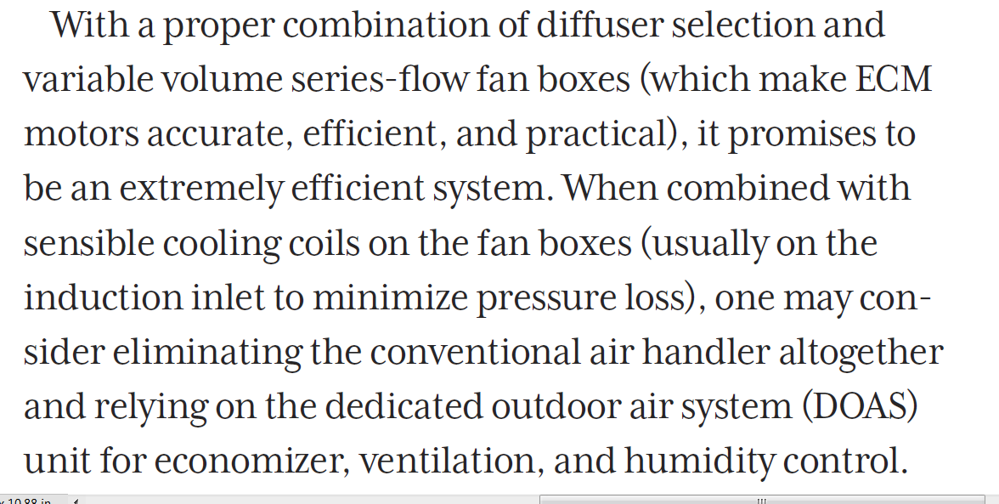 With a proper combination of diffuser selection and
variable volume series-flow fan boxes (which make ECM
motors accurate, efficient, and practical), it promises to
be an extremely efficient system. When combined with
sensible cooling coils on the fan boxes (usually on the
induction inlet to minimize pressure loss), one may con-
sider eliminating the conventional air handler altogether
and relying on the dedicated outdoor air system (DOAS)
unit for economizer, ventilation, and humidity control.
x 10.88 in